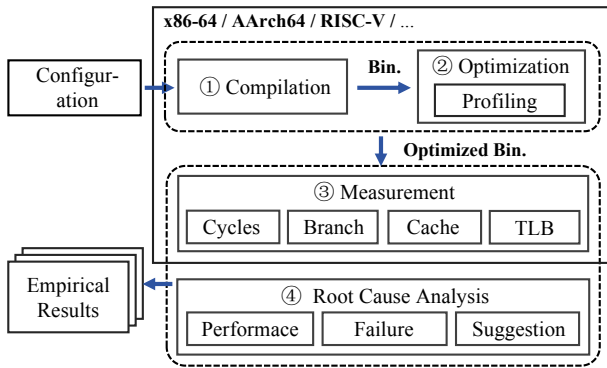 x86-64 / AArch64 / RISC-V / ...
Configur-
ation
① Compilation
Bin.
② Optimization
Profiling
Optimized Bin.
③ Measurement
Cycles
Branch
Cache
TLB
Empirical
Results
④ Root Cause Analysis
Performace
Failure
Suggestion